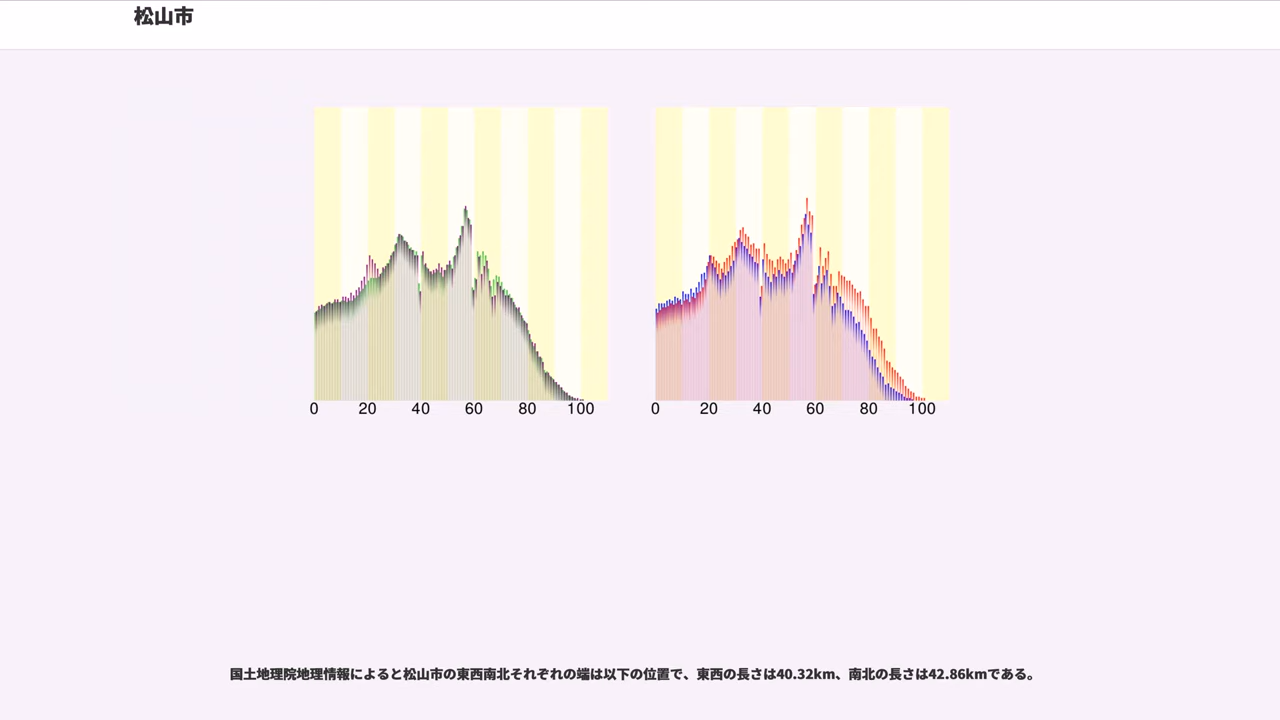 松山市
0 20 40 60 80 100
0 20 40 60 80 100
国土地理院地理情報によると松山市の東西南北それぞれの端は以下の位置で、東西の長さは40.32km、南北の長さは42.86kmである。